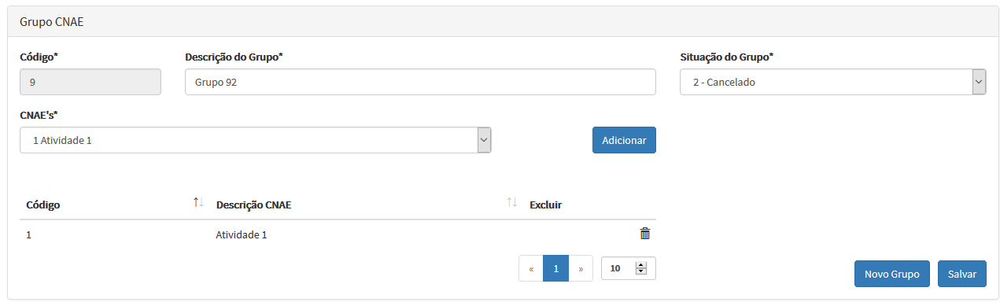 Grupo CNAE
Código* Descrição do Grupo* Situação do Grupo*
9 Grupo 92 2 - Cancelado
CNAE's*
1 Atividade 1 Adicionar
Código ↑↓ Descrição CNAE ↑↓ Excluir
1 Atividade 1
« 1 » 10
Novo Grupo Salvar